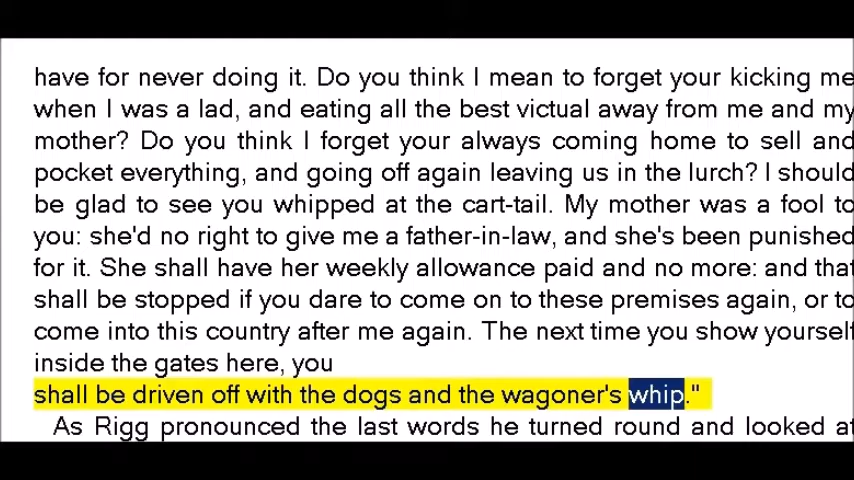 have for never doing it. Do you think I mean to forget your kicking me
when I was a lad, and eating all the best victual away from me and my
mother? Do you think I forget your always coming home to sell and
pocket everything, and going off again leaving us in the lurch? I should
be glad to see you whipped at the cart-tail. My mother was a fool to
you: she'd no right to give me a father-in-law, and she's been punished
for it. She shall have her weekly allowance paid and no more: and that
shall be stopped if you dare to come on to these premises again, or to
come into this country after me again. The next time you show yourself
inside the gates here, you
shall be driven off with the dogs and the wagoner's whip."
As Rigg pronounced the last words he turned round and looked at